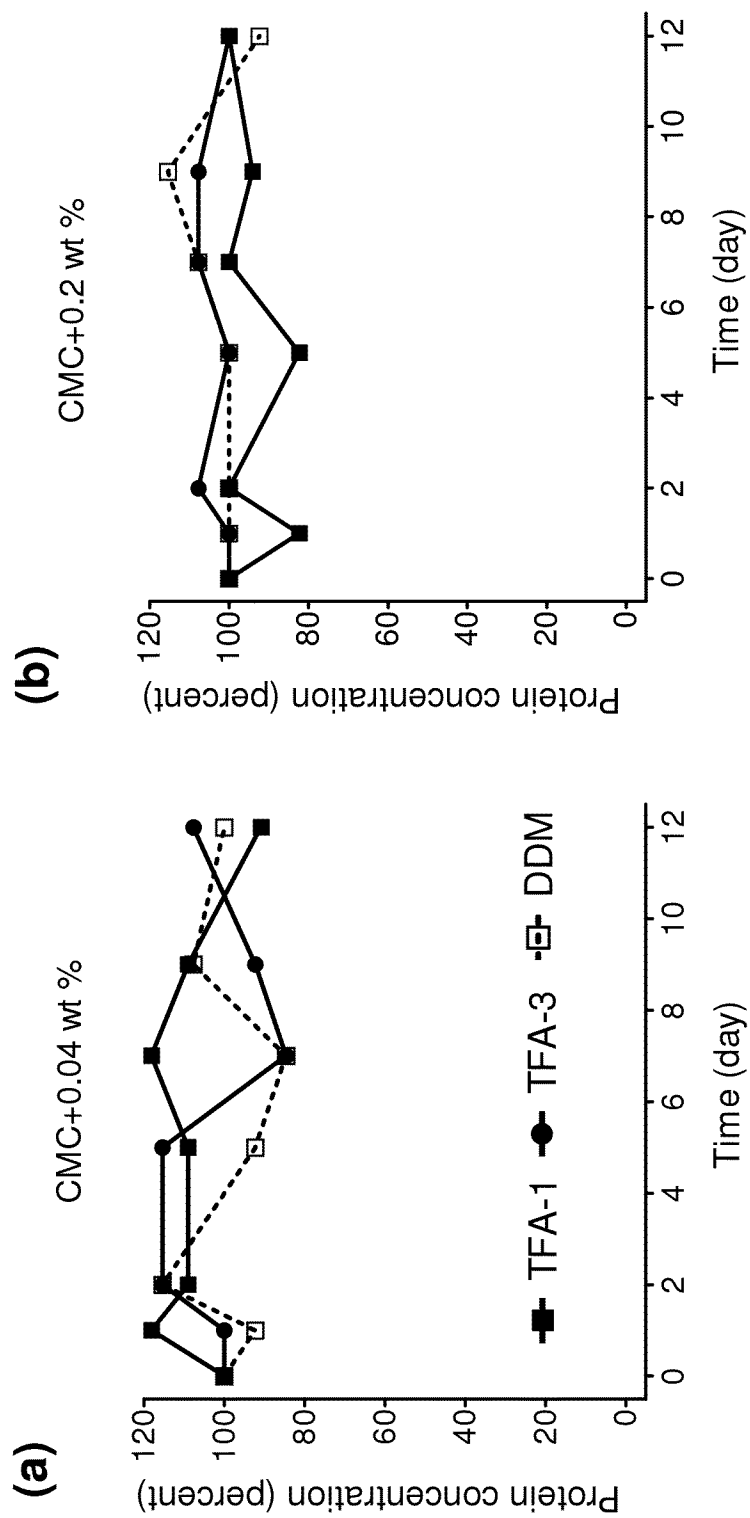 (a)
CMC+0.04 wt %
Protein concentration (percent)
120
100
80
60
40
20
0
TFA-1 TFA-3 DDM
0 2 4 6 8 10 12
Time (day)
(b)
CMC+0.2 wt %
Protein concentration (percent)
120
100
80
60
40
20
0
0 2 4 6 8 10 12
Time (day)